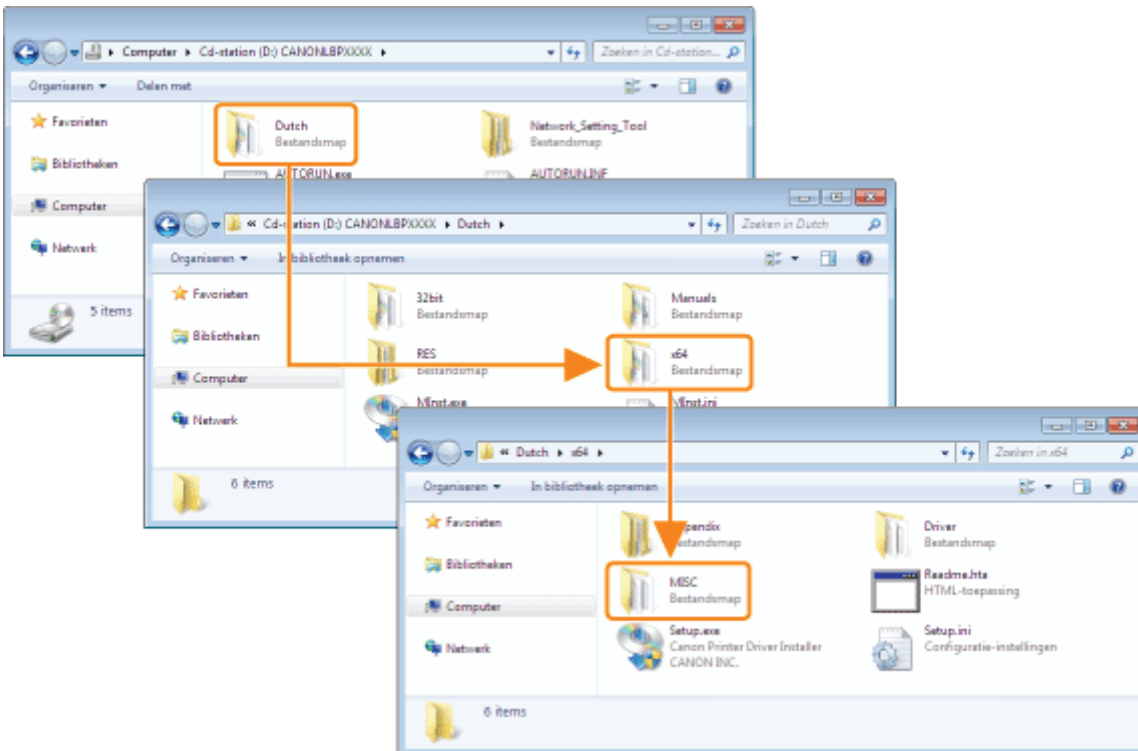 Computer ▸ Cd-station (D:) CANONLBPXXXX ▸
Zoeken in Cd-station...
Organiseren ▾ Delen met
Favorieten
Bibliotheken
Computer
Netwerk
Dutch
Bestandsmap
Network_Setting_Tool
Bestandsmap
AUTORUN.exe
AUTORUN.INF
5 items
« Cd-station (D:) CANONLBPXXXX ▸ Dutch ▸
Zoeken in Dutch
Organiseren ▾ In bibliotheek opnemen
Favorieten
Bibliotheken
Computer
Netwerk
32bit
Bestandsmap
Manuals
Bestandsmap
RES
Bestandsmap
x64
Bestandsmap
MInst.exe
MInst.ini
6 items
« Dutch ▸ x64 ▸
Zoeken in x64
Organiseren ▾ In bibliotheek opnemen
Favorieten
Bibliotheken
Computer
Netwerk
pendix
estandsmap
Driver
Bestandsmap
MISC
Bestandsmap
Readme.hta
HTML-toepassing
Setup.exe
Canon Printer Driver Installer
CANON INC.
Setup.ini
Configuratie-instellingen
6 items